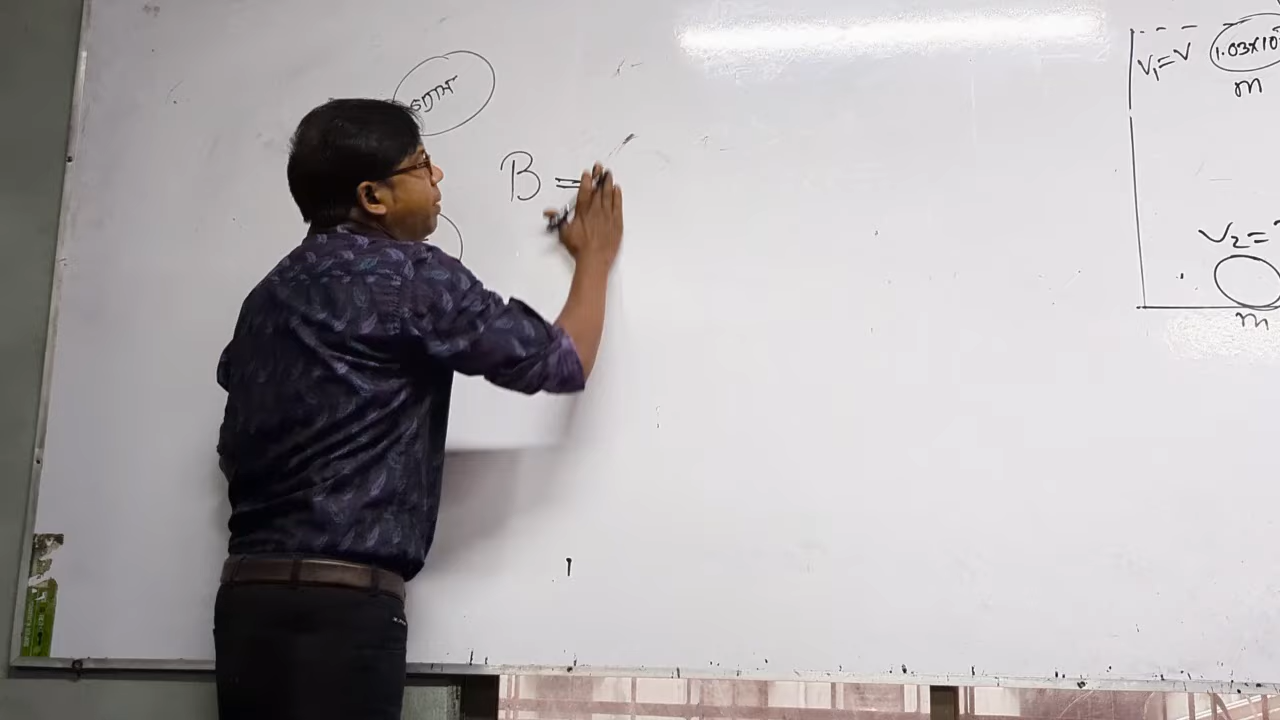 B =
V₁=V
1.03×10
m
V₂=?
m